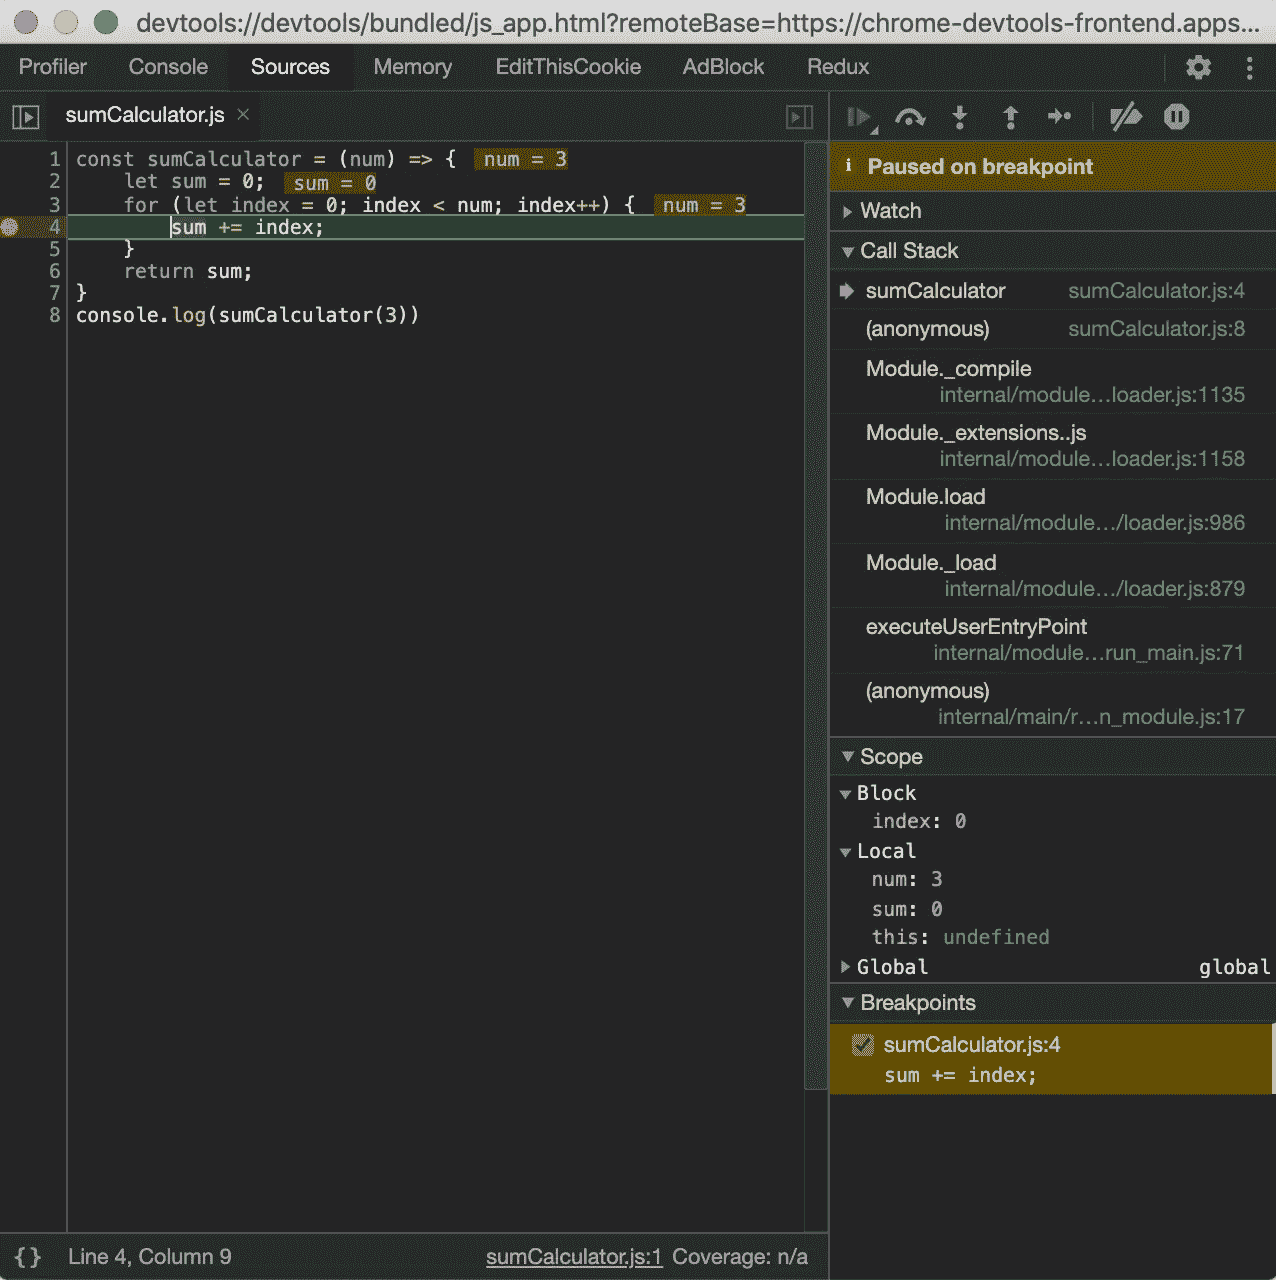 devtools://devtools/bundled/js_app.html?remoteBase=https://chrome-devtools-frontend.apps...
Profiler Console Sources Memory EditThisCookie AdBlock Redux
sumCalculator.js ×
1 const sumCalculator = (num) => { num = 3
2 let sum = 0; sum = 0
3 for (let index = 0; index < num; index++) { num = 3
4 sum += index;
5 }
6 return sum;
7 }
8 console.log(sumCalculator(3))
{} Line 4, Column 9 sumCalculator.js:1 Coverage: n/a
i Paused on breakpoint
Watch
Call Stack
sumCalculator sumCalculator.js:4
(anonymous) sumCalculator.js:8
Module._compile
internal/module…loader.js:1135
Module._extensions..js
internal/module…loader.js:1158
Module.load
internal/module…/loader.js:986
Module._load
internal/module…/loader.js:879
executeUserEntryPoint
internal/module…run_main.js:71
(anonymous)
internal/main/r…n_module.js:17
Scope
Block
index: 0
Local
num: 3
sum: 0
this: undefined
Global global
Breakpoints
sumCalculator.js:4
sum += index;